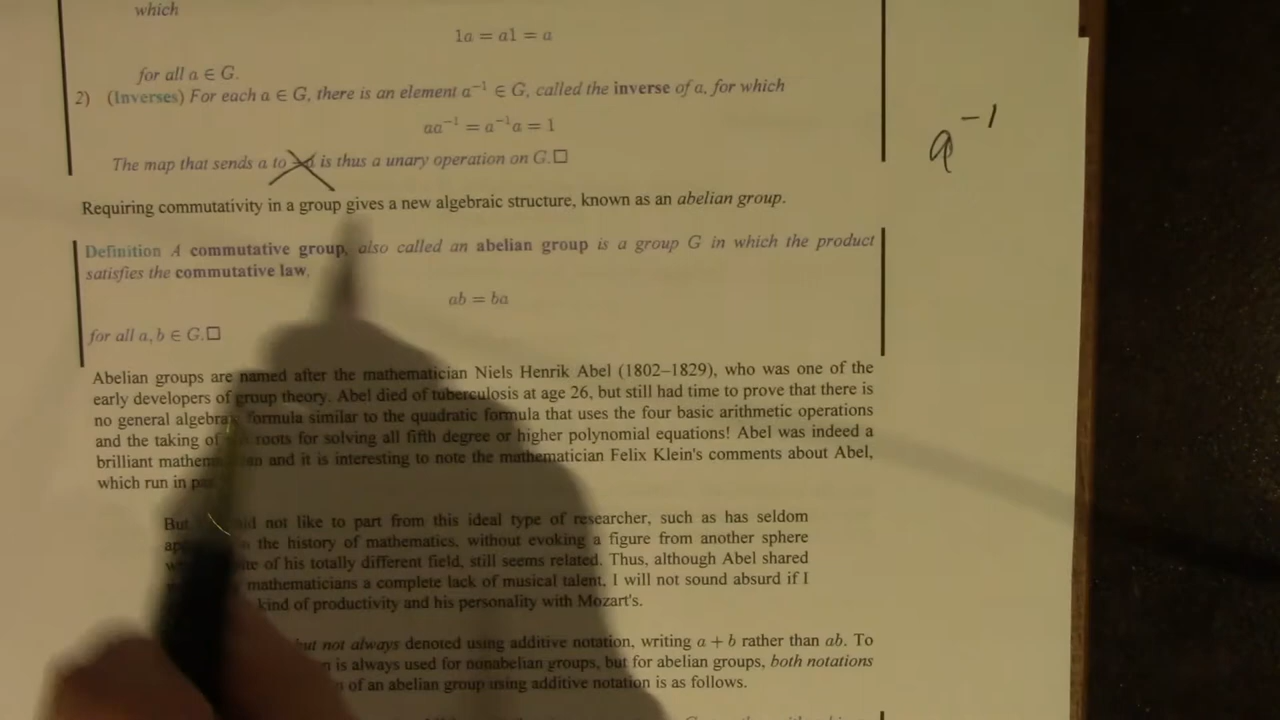 which
1a = a1 = a
for all a ∈ G.
2) (Inverses) For each a ∈ G, there is an element a⁻¹ ∈ G, called the inverse of a, for which
aa⁻¹ = a⁻¹a = 1
The map that sends a to is thus a unary operation on G.□
a⁻¹
Requiring commutativity in a group gives a new algebraic structure, known as an abelian group.
Definition A commutative group, also called an abelian group is a group G in which the product
satisfies the commutative law,
ab = ba
for all a, b ∈ G.□
Abelian groups are named after the mathematician Niels Henrik Abel (1802–1829), who was one of the
early developers of group theory. Abel died of tuberculosis at age 26, but still had time to prove that there is
no general algebra formula similar to the quadratic formula that uses the four basic arithmetic operations
and the taking of roots for solving all fifth degree or higher polynomial equations! Abel was indeed a
brilliant and it is interesting to note the mathematician Felix Klein's comments about Abel,
which run in
But not like to part from this ideal type of researcher, such as has seldom
the history of mathematics, without evoking a figure from another sphere
of his totally different field, still seems related. Thus, although Abel shared
mathematicians a complete lack of musical talent, I will not sound absurd if I
kind of productivity and his personality with Mozart's.
but not always denoted using additive notation, writing a + b rather than ab. To
is always used for nonabelian groups, but for abelian groups, both notations
of an abelian group using additive notation is as follows.